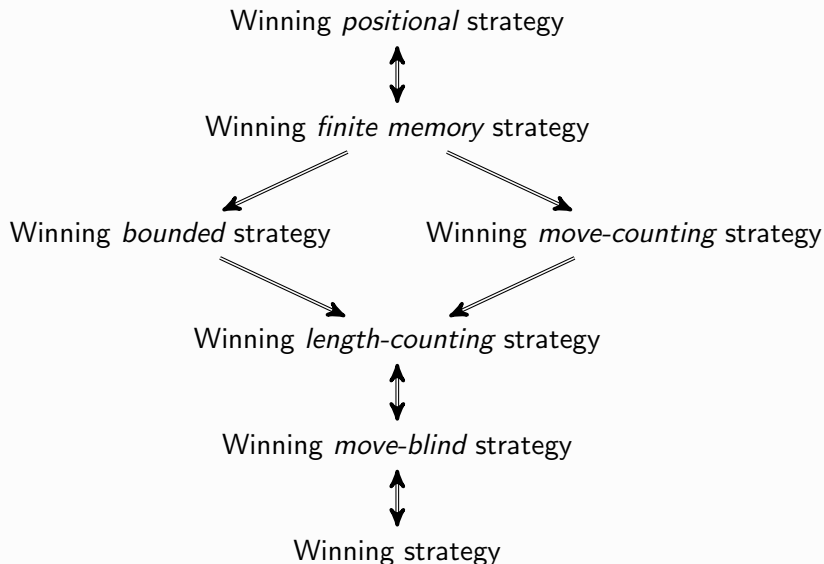 Winning positional strategy
Winning finite memory strategy
Winning bounded strategy
Winning move-counting strategy
Winning length-counting strategy
Winning move-blind strategy
Winning strategy